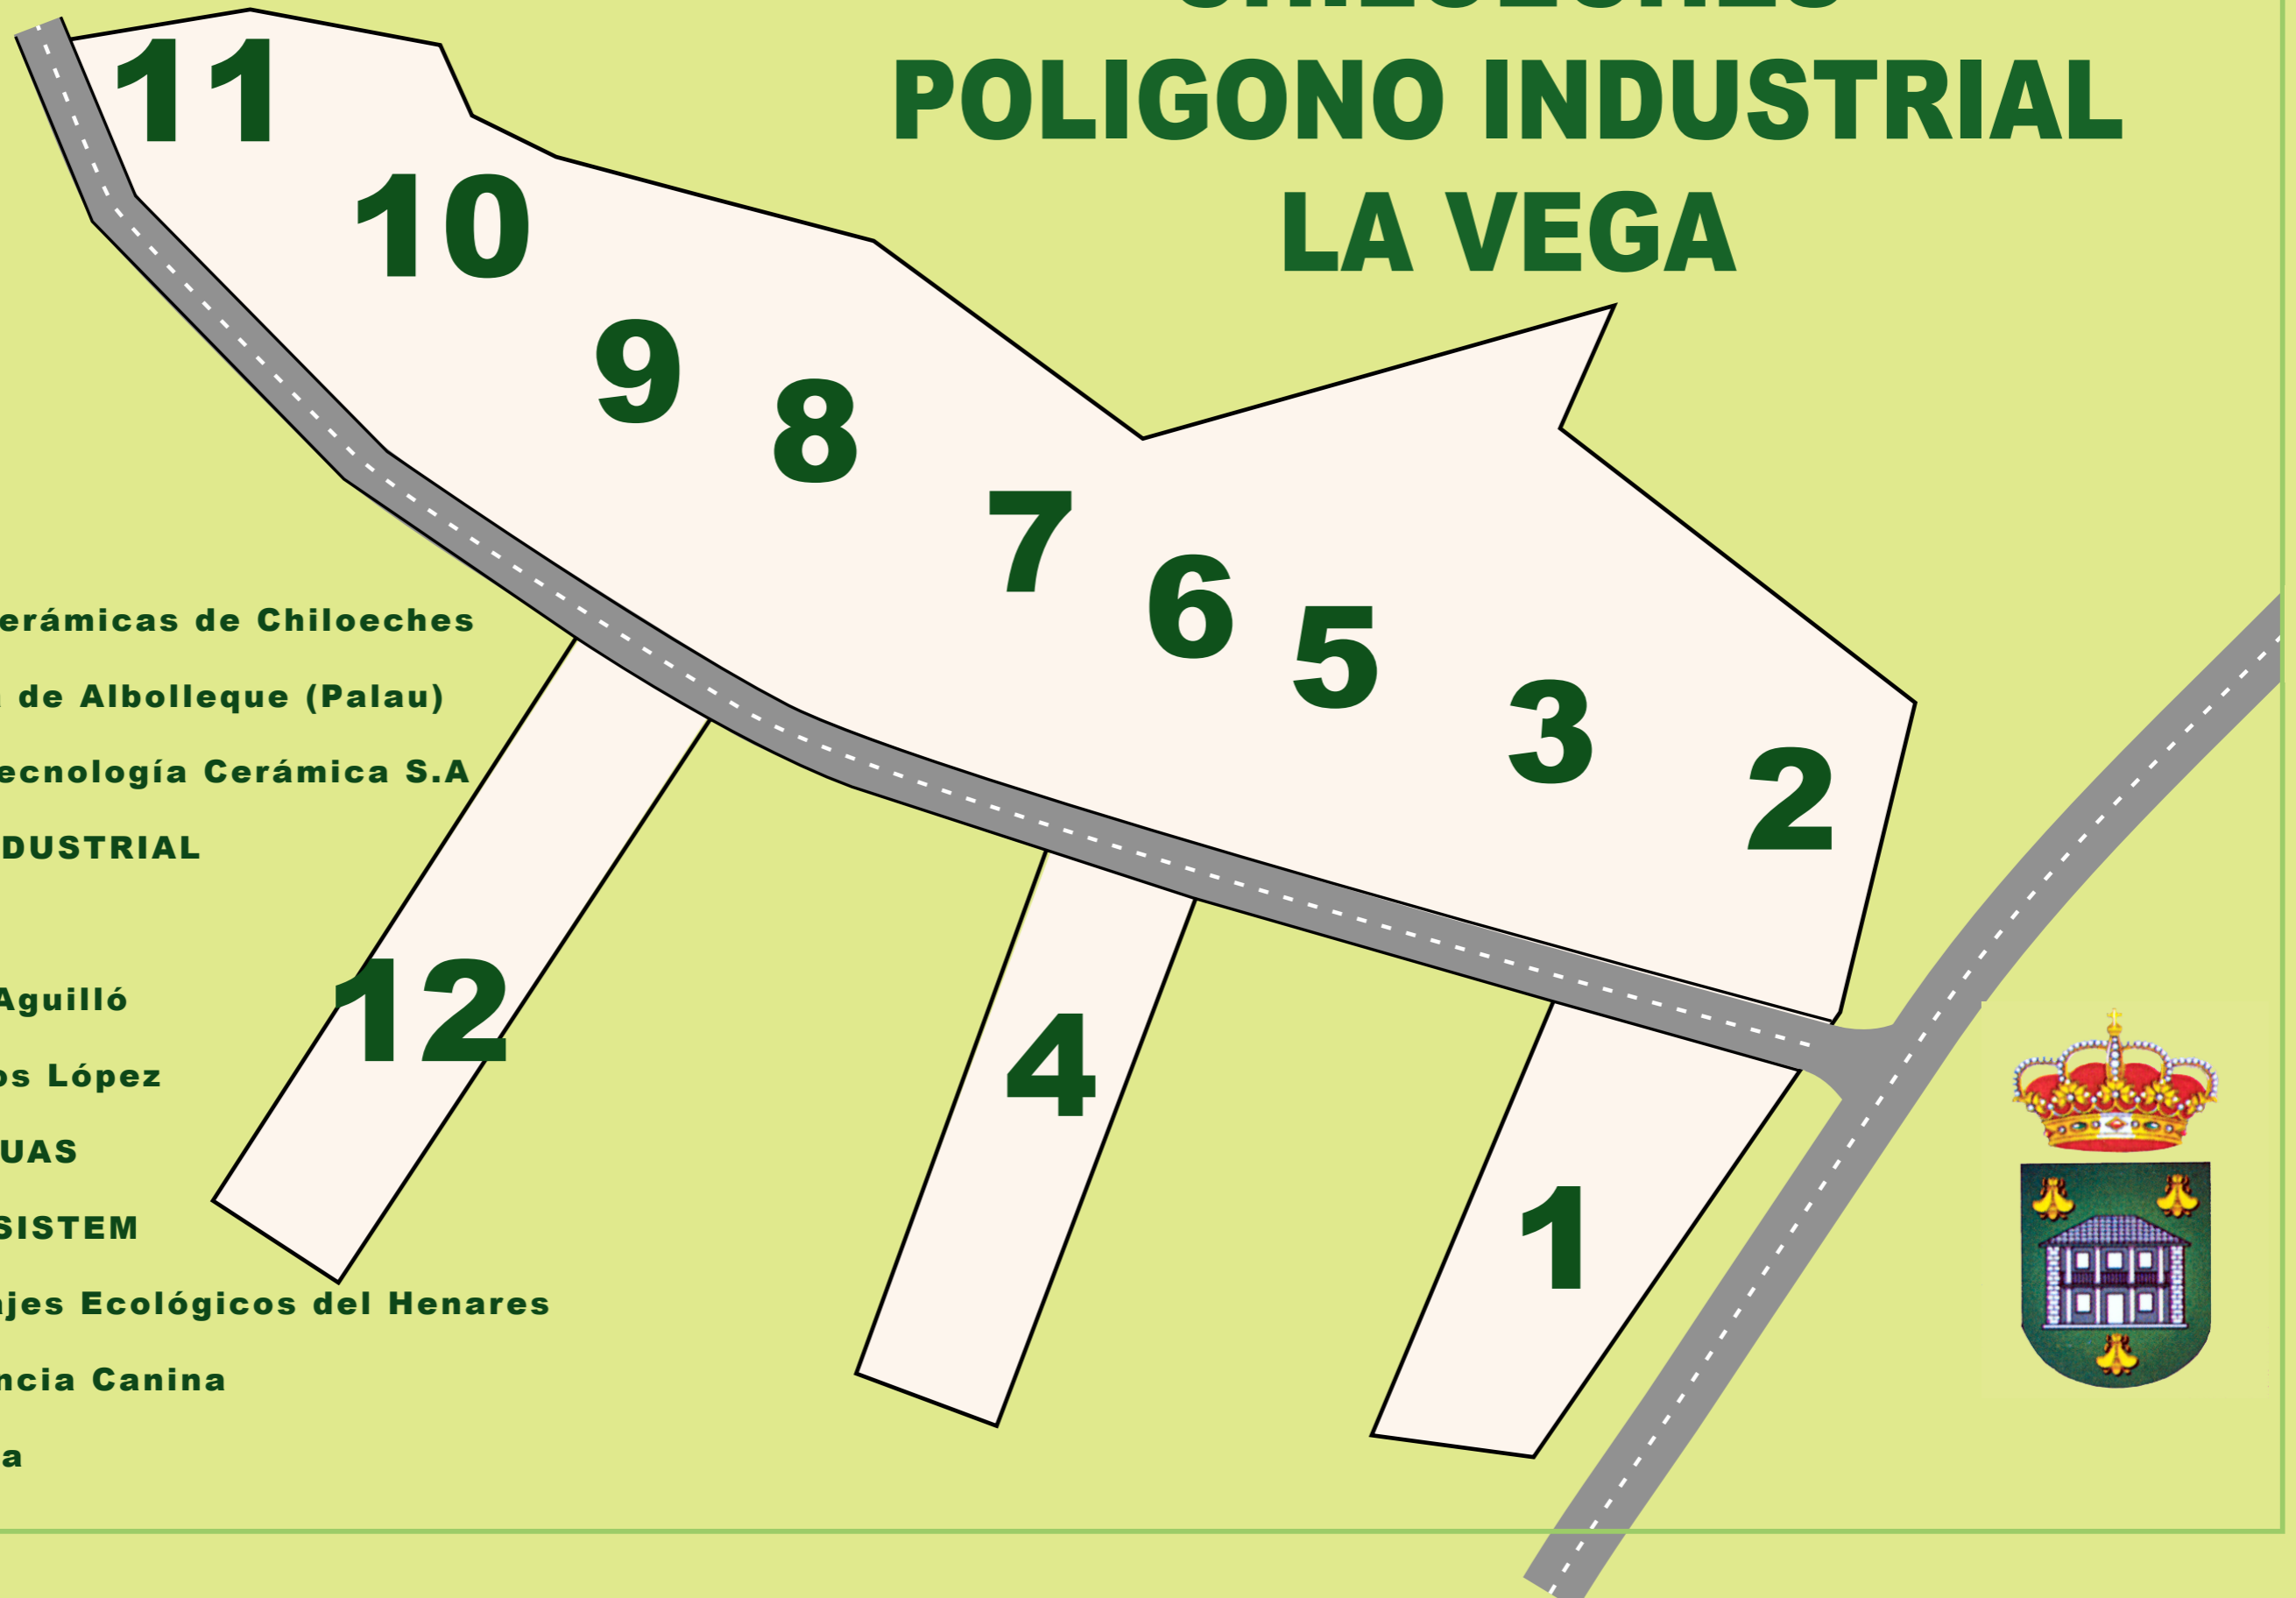 POLIGONO INDUSTRIAL
LA VEGA
11
10
9
8
7
6
5
3
2
12
4
1
erámicas de Chiloeches
de Albolleque (Palau)
ecnología Cerámica S.A
DUSTRIAL
Aguilló
os López
UAS
SISTEM
ajes Ecológicos del Henares
ncia Canina
a